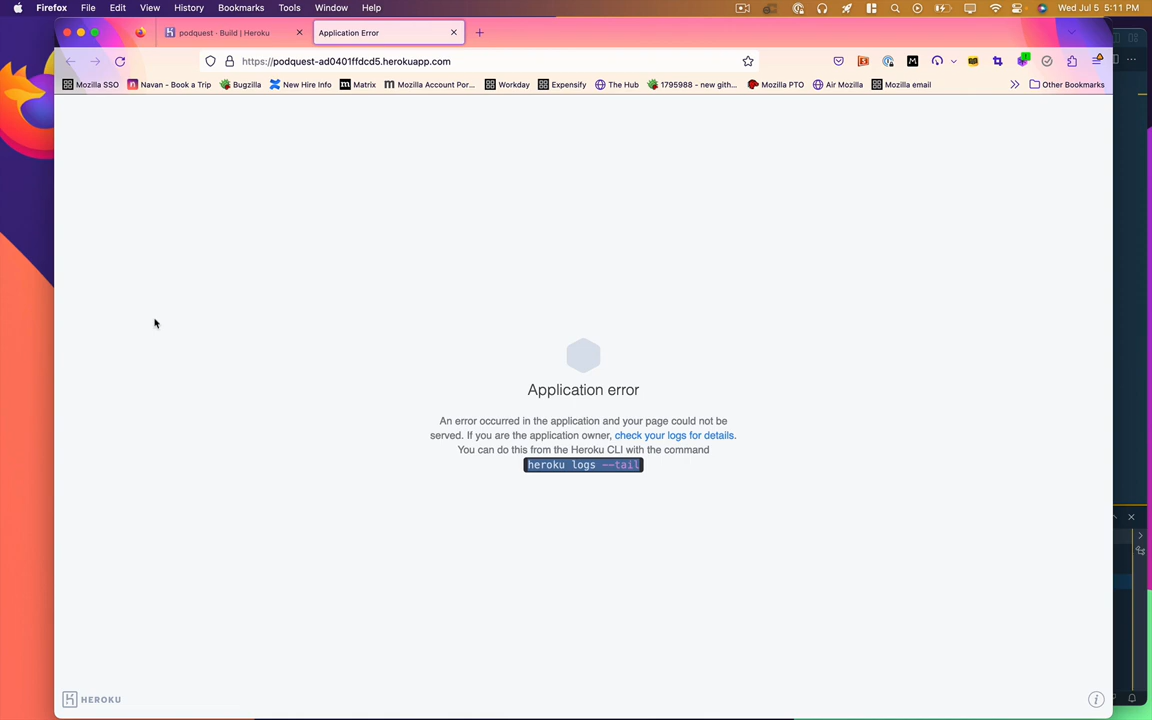 Firefox File Edit View History Bookmarks Tools Window Help Wed Jul 5 5:11 PM
podquest · Build | Heroku
Application Error
https://podquest-ad0401ffdcd5.herokuapp.com
Mozilla SSO Navan - Book a Trip Bugzilla New Hire Info Matrix Mozilla Account Por... Workday Expensify The Hub 1795988 - new gith... Mozilla PTO Air Mozilla Mozilla email Other Bookmarks
Application error
An error occurred in the application and your page could not be
served. If you are the application owner, check your logs for details.
You can do this from the Heroku CLI with the command
heroku logs --tail
HEROKU